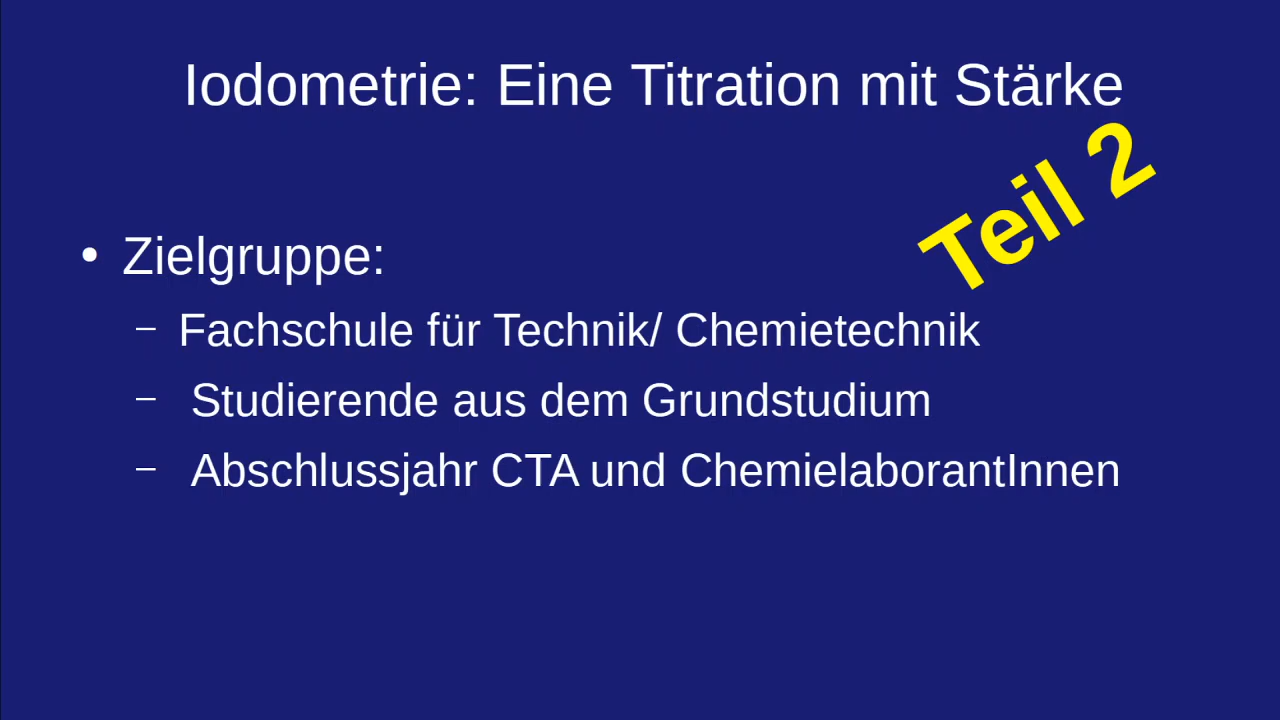 Iodometrie: Eine Titration mit Stärke
Teil 2
• Zielgruppe:
– Fachschule für Technik/ Chemietechnik
– Studierende aus dem Grundstudium
– Abschlussjahr CTA und ChemielaborantInnen